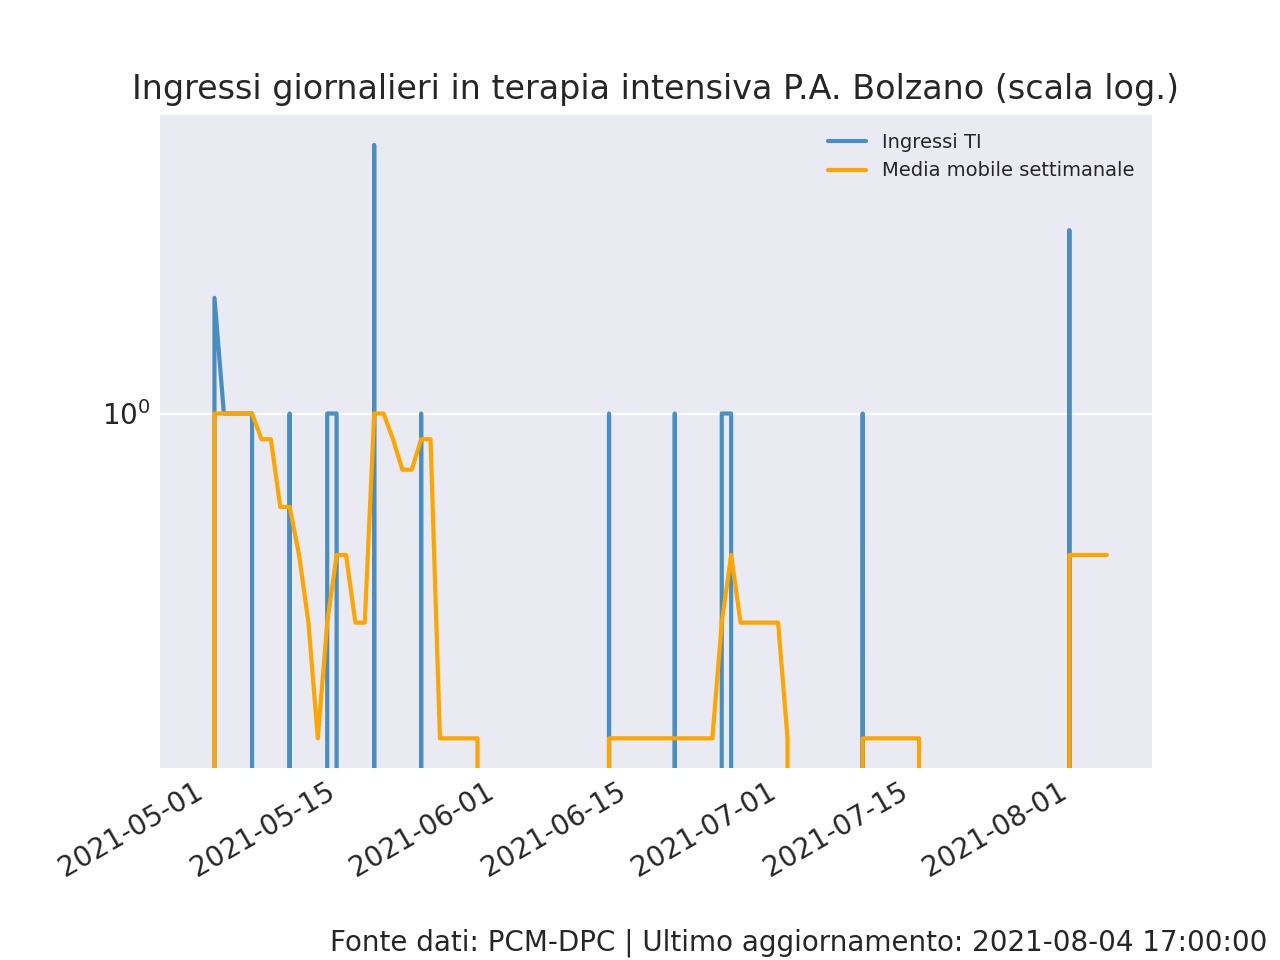 Ingressi giornalieri in terapia intensiva P.A. Bolzano (scala log.)
Ingressi TI
Media mobile settimanale
10⁰
2021-05-01
2021-05-15
2021-06-01
2021-06-15
2021-07-01
2021-07-15
2021-08-01
Fonte dati: PCM-DPC | Ultimo aggiornamento: 2021-08-04 17:00:00